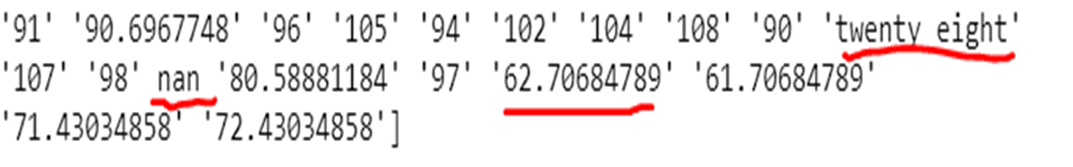 '91' '90.6967748' '96' '105' '94' '102' '104' '108' '90' 'twenty eight'
'107' '98' nan '80.58881184' '97' '62.70684789' '61.70684789'
'71.43034858' '72.43034858']